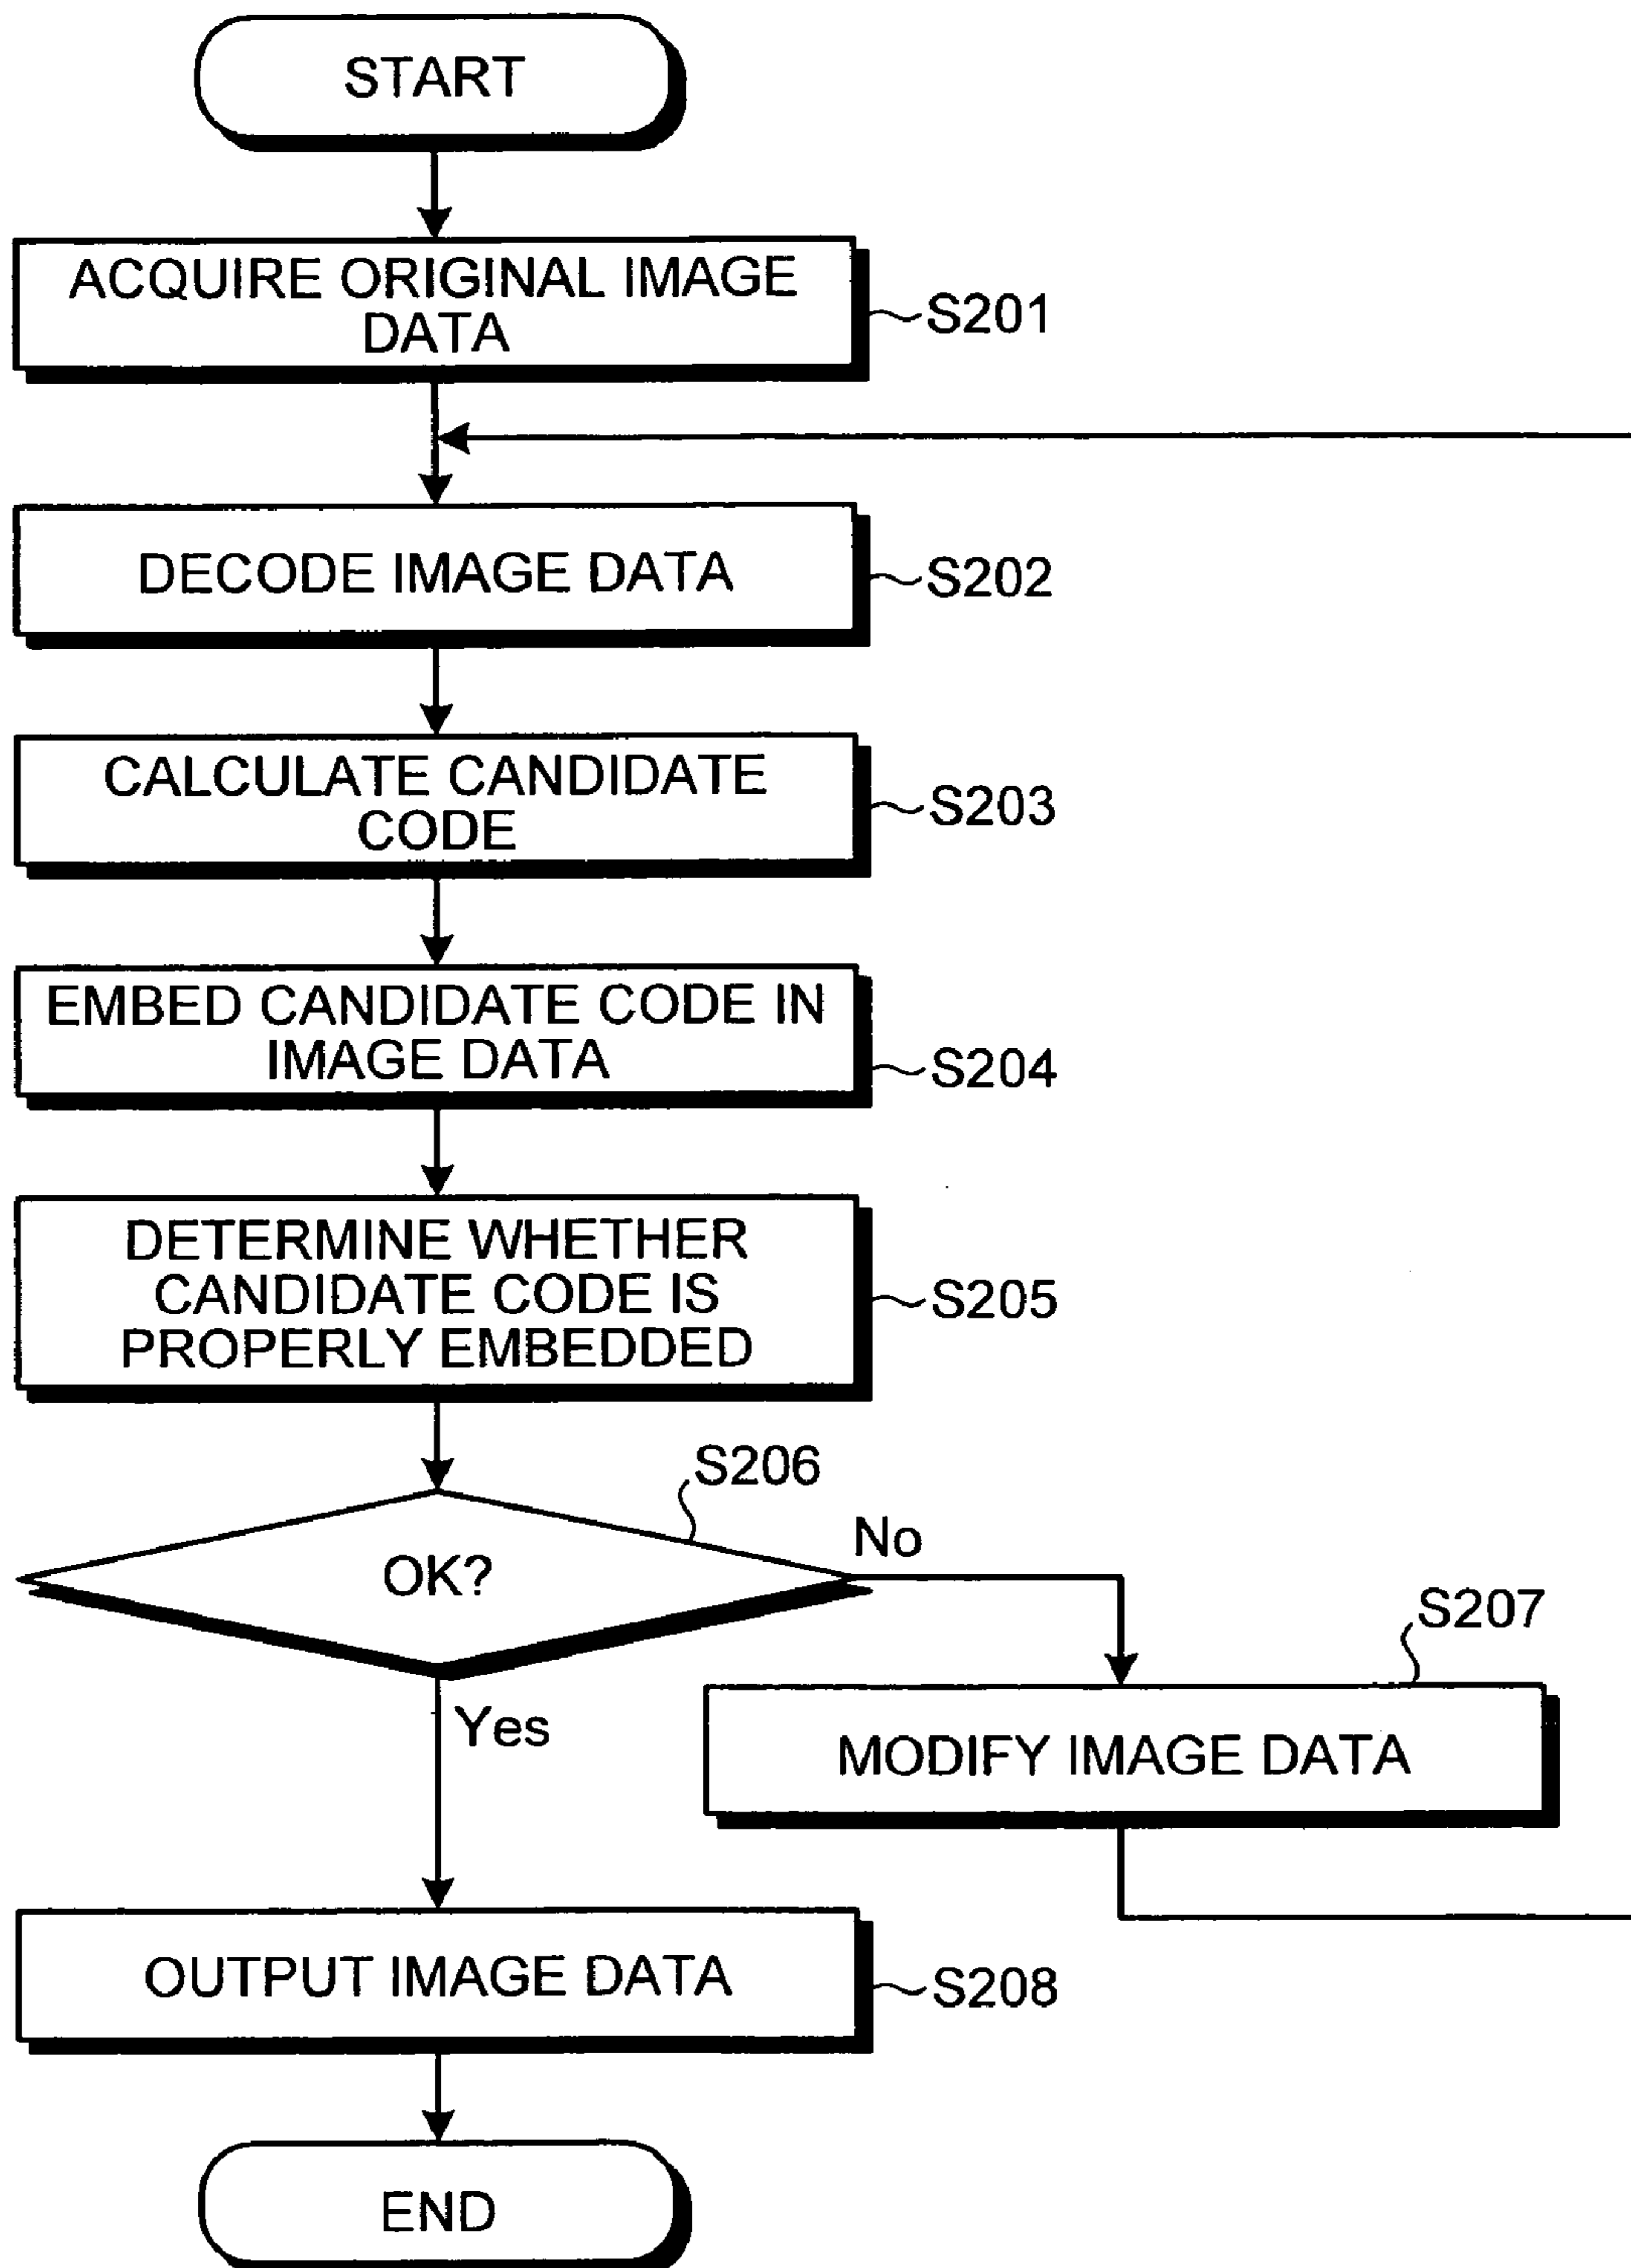 START
ACQUIRE ORIGINAL IMAGE
DATA
S201
DECODE IMAGE DATA
S202
CALCULATE CANDIDATE
CODE
S203
EMBED CANDIDATE CODE IN
IMAGE DATA
S204
DETERMINE WHETHER
CANDIDATE CODE IS
PROPERLY EMBEDDED
S205
S206
OK?
No
Yes
S207
MODIFY IMAGE DATA
OUTPUT IMAGE DATA
S208
END